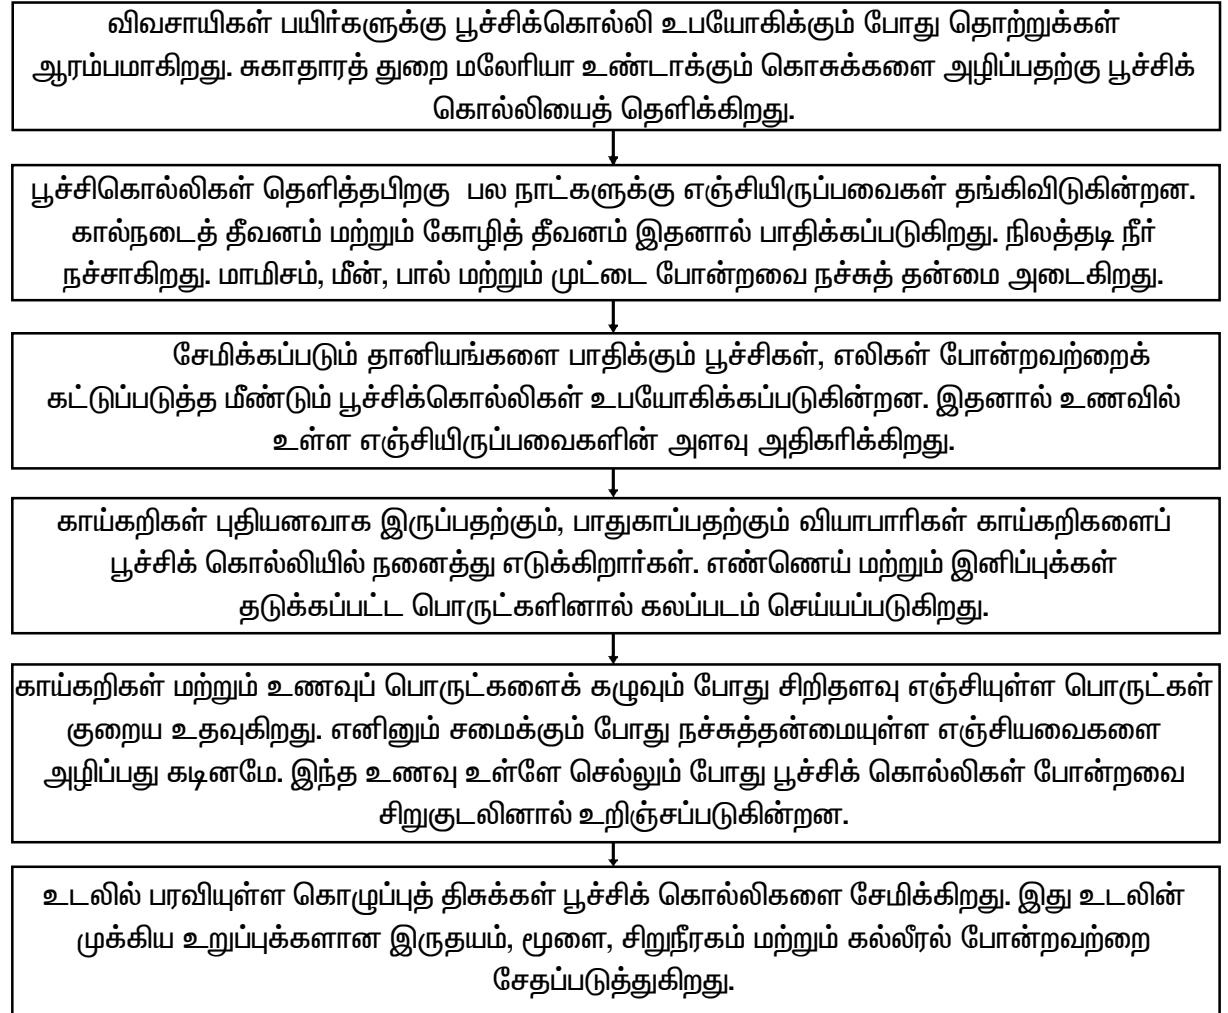 விவசாயிகள் பயிர்களுக்கு பூச்சிக்கொல்லி உபயோகிக்கும் போது தொற்றுக்கள்
ஆரம்பமாகிறது. சுகாதாரத் துறை மலேரியா உண்டாக்கும் கொசுக்களை அழிப்பதற்கு பூச்சிக்
கொல்லியைத் தெளிக்கிறது.
பூச்சிகொல்லிகள் தெளித்தபிறகு பல நாட்களுக்கு எஞ்சியிருப்பவைகள் தங்கிவிடுகின்றன.
கால்நடைத் தீவனம் மற்றும் கோழித் தீவனம் இதனால் பாதிக்கப்படுகிறது. நிலத்தடி நீர்
நச்சாகிறது. மாமிசம், மீன், பால் மற்றும் முட்டை போன்றவை நச்சுத் தன்மை அடைகிறது.
சேமிக்கப்படும் தானியங்களை பாதிக்கும் பூச்சிகள், எலிகள் போன்றவற்றைக்
கட்டுப்படுத்த மீண்டும் பூச்சிக்கொல்லிகள் உபயோகிக்கப்படுகின்றன. இதனால் உணவில்
உள்ள எஞ்சியிருப்பவைகளின் அளவு அதிகரிக்கிறது.
காய்கறிகள் புதியனவாக இருப்பதற்கும், பாதுகாப்பதற்கும் வியாபாரிகள் காய்கறிகளைப்
பூச்சிக் கொல்லியில் நனைத்து எடுக்கிறார்கள். எண்ணெய் மற்றும் இனிப்புக்கள்
தடுக்கப்பட்ட பொருட்களினால் கலப்படம் செய்யப்படுகிறது.
காய்கறிகள் மற்றும் உணவுப் பொருட்களைக் கழுவும் போது சிறிதளவு எஞ்சியுள்ள பொருட்கள்
குறைய உதவுகிறது. எனினும் சமைக்கும் போது நச்சுத்தன்மையுள்ள எஞ்சியவைகளை
அழிப்பது கடினமே. இந்த உணவு உள்ளே செல்லும் போது பூச்சிக் கொல்லிகள் போன்றவை
சிறுகுடலினால் உறிஞ்சப்படுகின்றன.
உடலில் பரவியுள்ள கொழுப்புத் திசுக்கள் பூச்சிக் கொல்லிகளை சேமிக்கிறது. இது உடலின்
முக்கிய உறுப்புக்களான இருதயம், மூளை, சிறுநீரகம் மற்றும் கல்லீரல் போன்றவற்றை
சேதப்படுத்துகிறது.